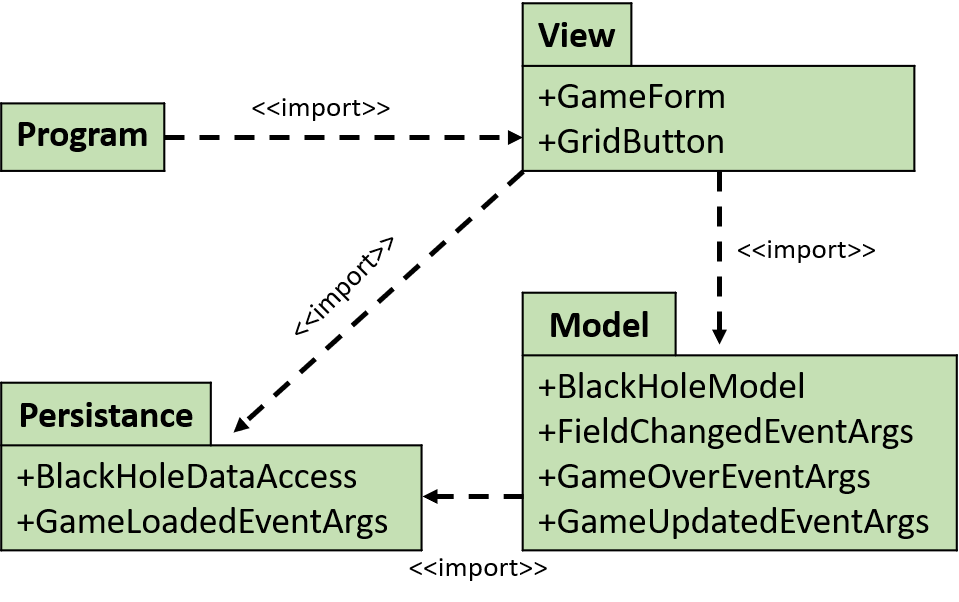 View
+GameForm
+GridButton
<<import>>
Program
<<import>>
<<import>>
Model
+BlackHoleModel
+FieldChangedEventArgs
+GameOverEventArgs
+GameUpdatedEventArgs
Persistance
+BlackHoleDataAccess
+GameLoadedEventArgs
<<import>>